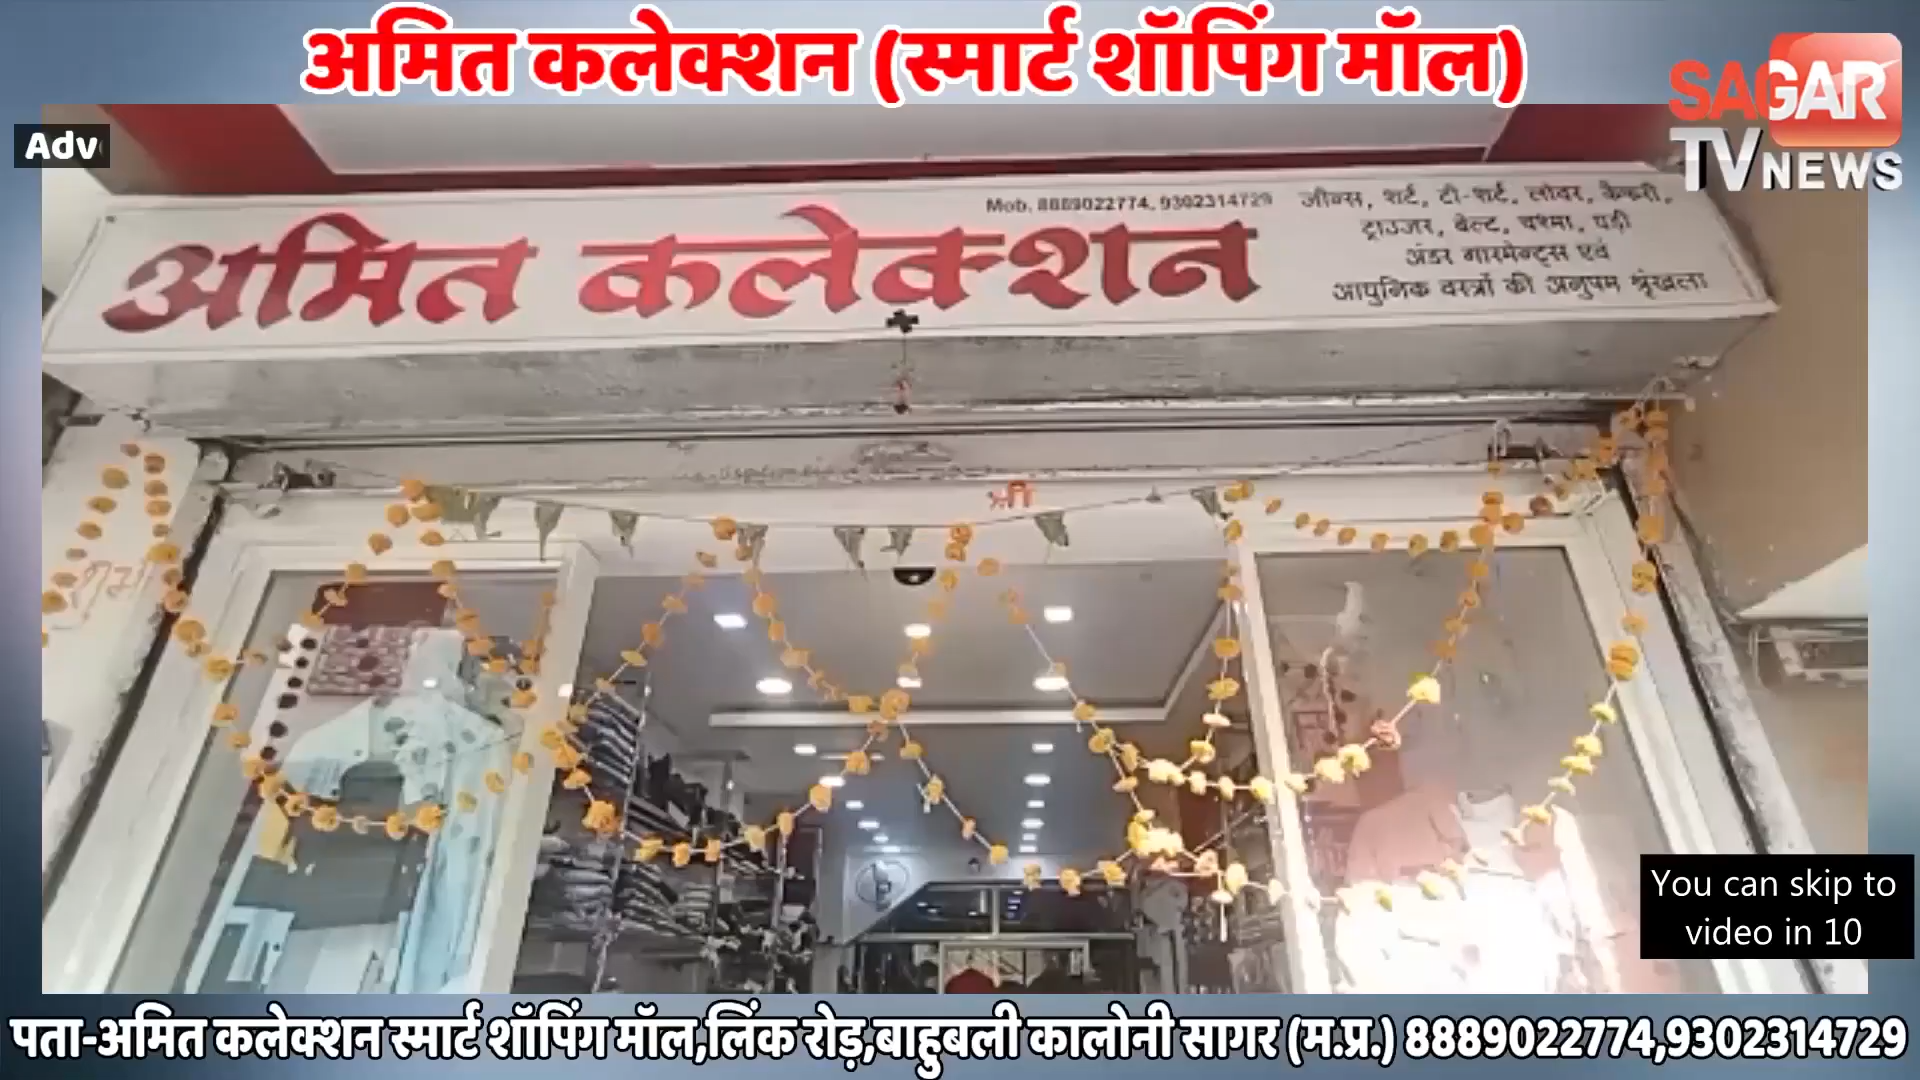 अमित कलेक्शन (स्मार्ट शॉपिंग मॉल)
SAGAR
TV NEWS
Adv
Mob. 8889022774, 9302314729
अमित कलेक्शन
जीन्स, शर्ट, टी-शर्ट, लोवर, कैपरी,
ट्राउजर, बेल्ट, चश्मा, घड़ी
अंडर गारमेन्ट्स एवं
आधुनिक वस्त्रों की अनुपम श्रृंखला
श्री
You can skip to
video in 10
पता-अमित कलेक्शन स्मार्ट शॉपिंग मॉल,लिंक रोड़,बाहुबली कालोनी सागर (म.प्र.) 8889022774,9302314729